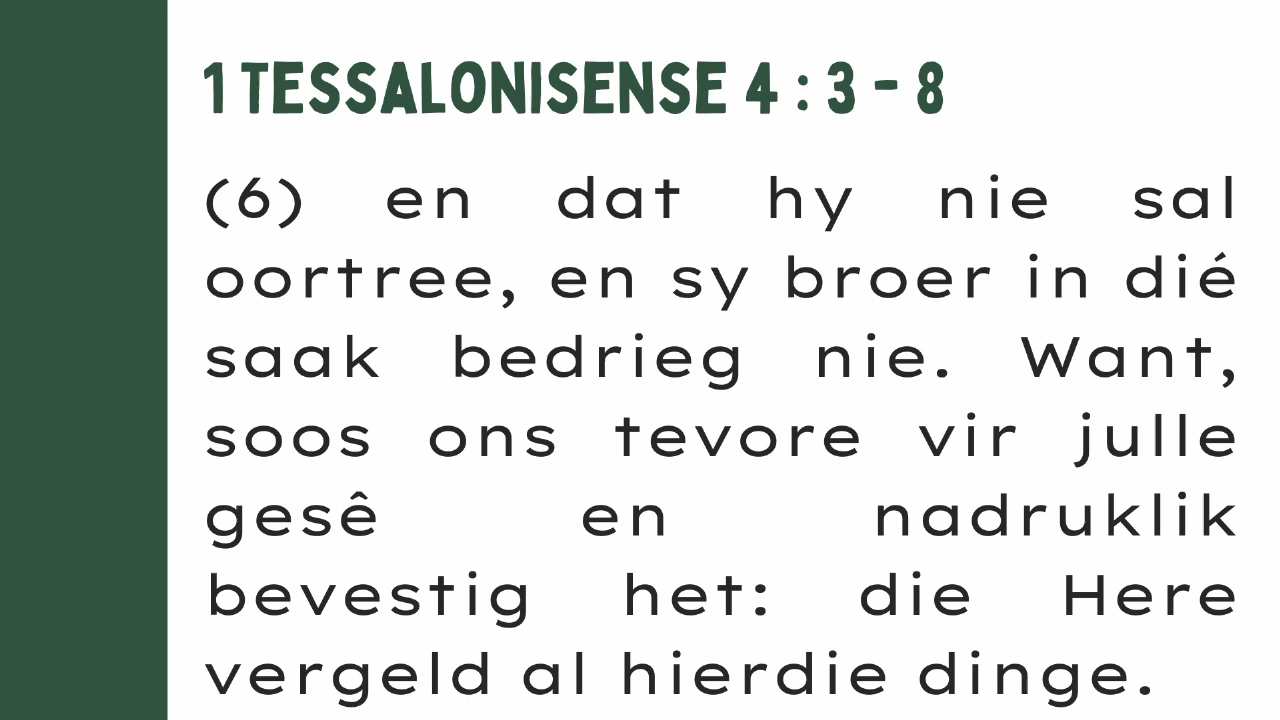 1 TESSALONISENSE 4 : 3 - 8
(6) en dat hy nie sal
oortree, en sy broer in dié
saak bedrieg nie. Want,
soos ons tevore vir julle
gesê en nadruklik
bevestig het: die Here
vergeld al hierdie dinge.